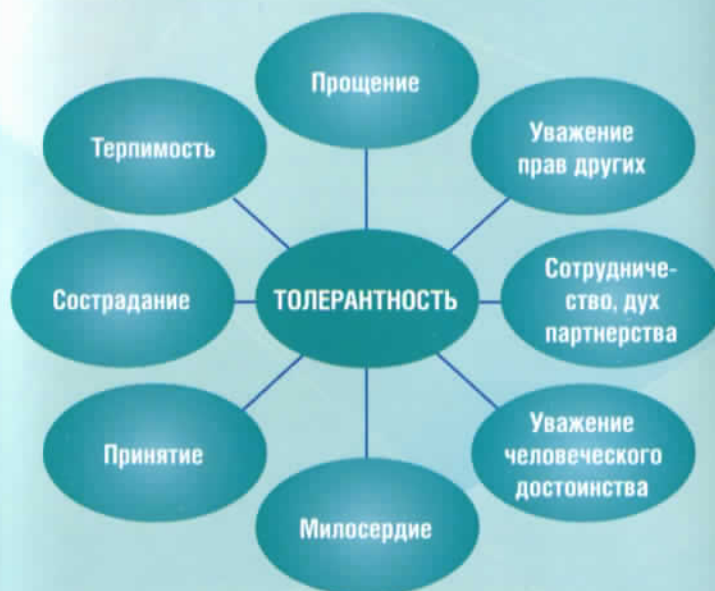 Прощение
Терпимость
Уважение
прав других
Сострадание
ТОЛЕРАНТНОСТЬ
Сотрудниче-
ство, дух
партнерства
Принятие
Уважение
человеческого
достоинства
Милосердие